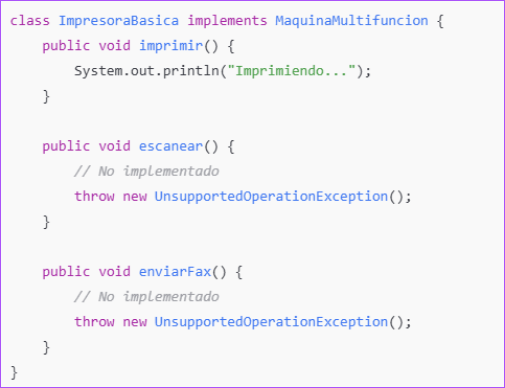 class ImpresoraBasica implements MaquinaMultifuncion {
    public void imprimir() {
        System.out.println("Imprimiendo...");
    }

    public void escanear() {
        // No implementado
        throw new UnsupportedOperationException();
    }

    public void enviarFax() {
        // No implementado
        throw new UnsupportedOperationException();
    }
}